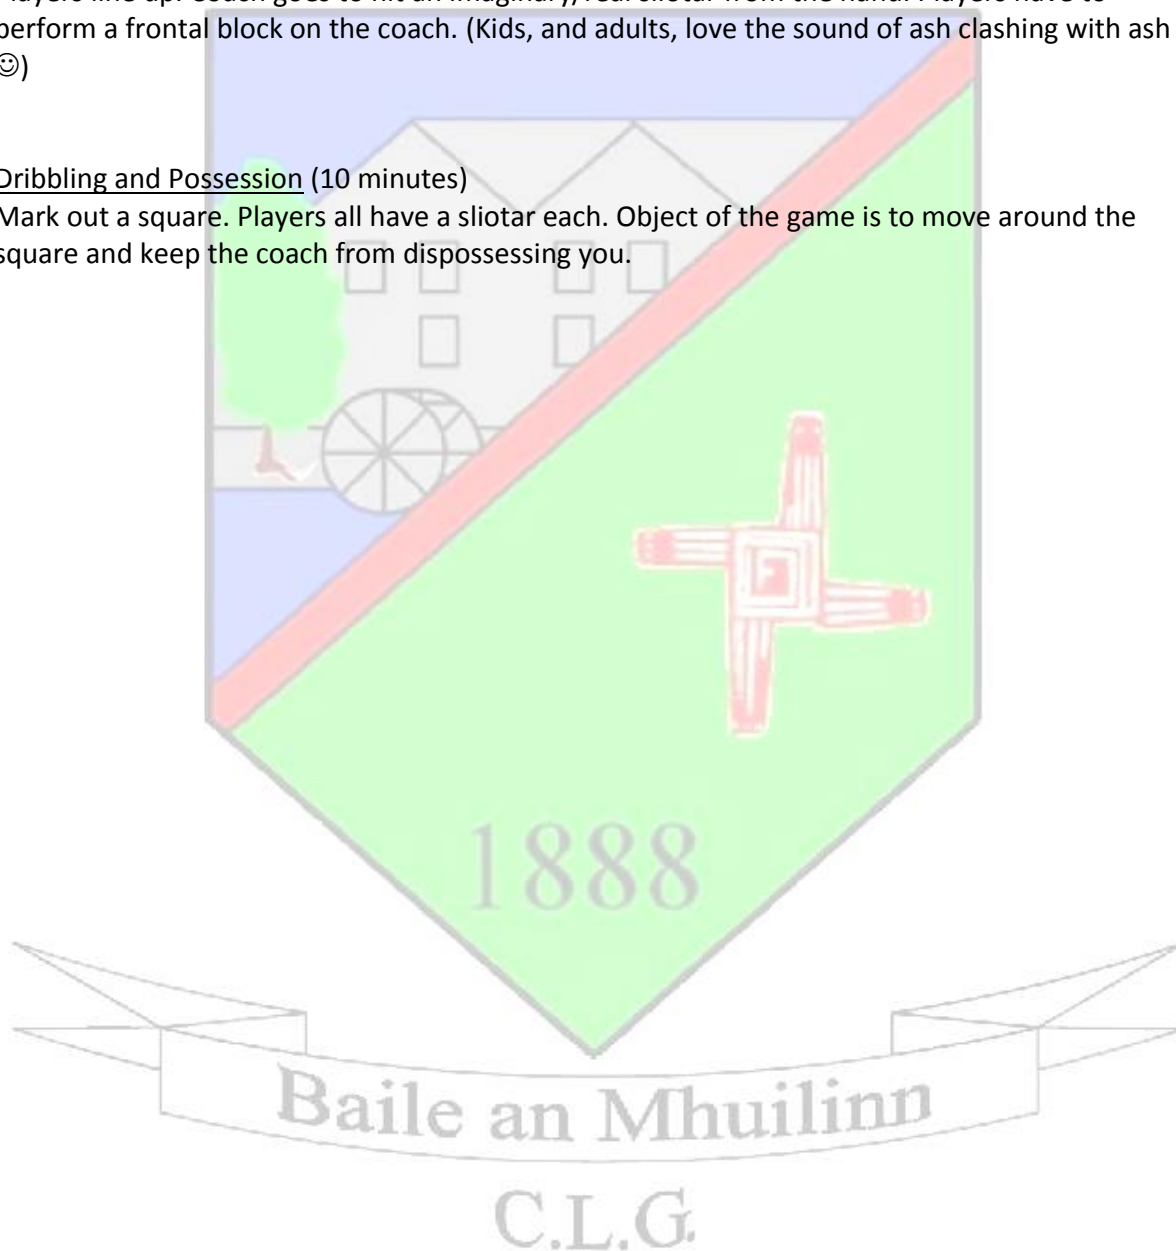 perform a frontal block on the coach. (Kids, and adults, love the sound of ash clashing with ash
☺)
Dribbling and Possession (10 minutes)
Mark out a square. Players all have a sliotar each. Object of the game is to move around the
square and keep the coach from dispossessing you.
1888
Baile an Mhuilinn
C.L.G.